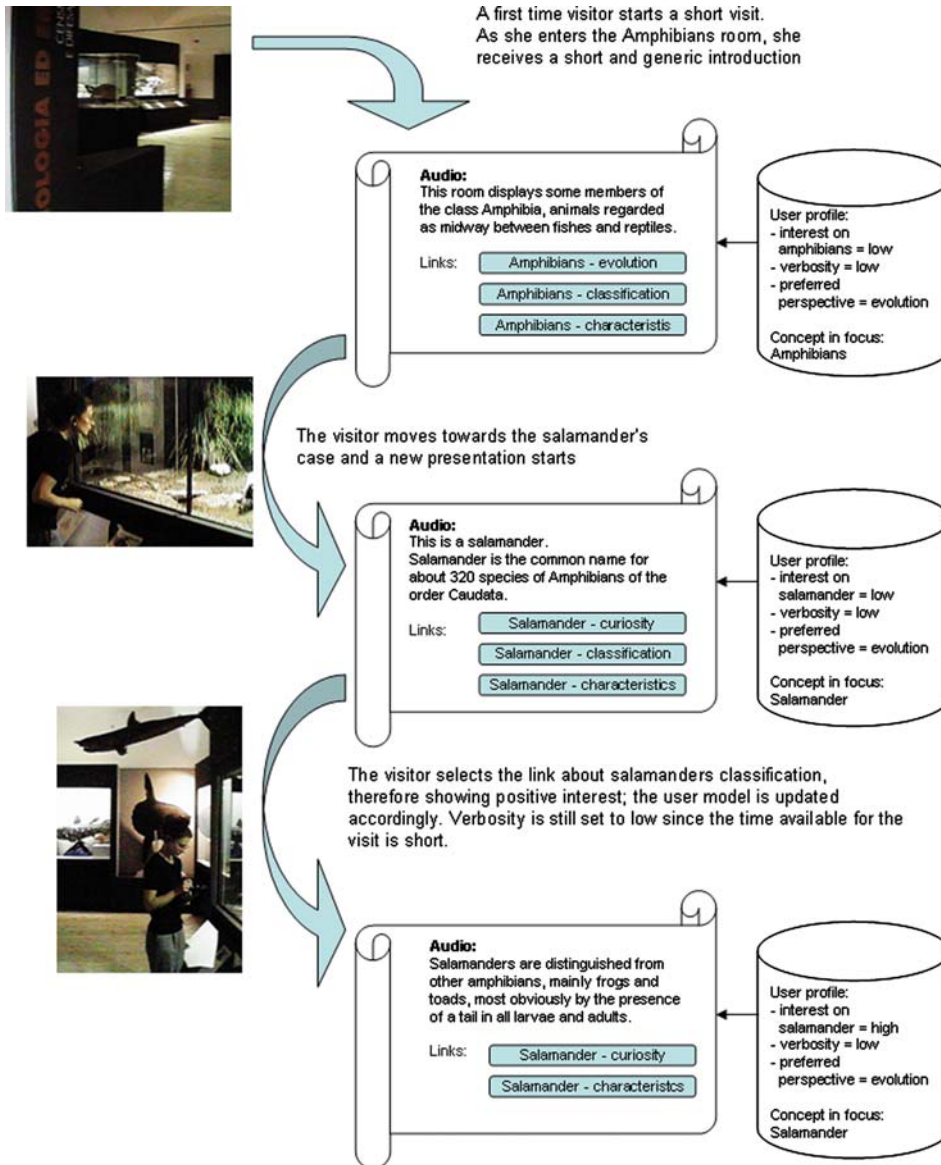 A first time visitor starts a short visit.
As she enters the Amphibians room, she
receives a short and generic introduction
OLOGIA ED
Audio:
This room displays some members of
the class Amphibia, animals regarded
as midway between fishes and reptiles.
Links:
Amphibians - evolution
Amphibians - classification
Amphibians - characteristis
User profile:
- interest on
amphibians = low
- verbosity = low
- preferred
perspective = evolution
Concept in focus:
Amphibians
The visitor moves towards the salamander's
case and a new presentation starts
Audio:
This is a salamander.
Salamander is the common name for
about 320 species of Amphibians of the
order Caudata.
Links:
Salamander - curiosity
Salamander - classification
Salamander - characteristics
User profile:
- interest on
salamander = low
- verbosity = low
- preferred
perspective = evolution
Concept in focus:
Salamander
The visitor selects the link about salamanders classification,
therefore showing positive interest; the user model is updated
accordingly. Verbosity is still set to low since the time available for the
visit is short.
Audio:
Salamanders are distinguished from
other amphibians, mainly frogs and
toads, most obviously by the presence
of a tail in all larvae and adults.
Links:
Salamander - curiosity
Salamander - characteristcs
User profile:
- interest on
salamander = high
- verbosity = low
- preferred
perspective = evolution
Concept in focus:
Salamander